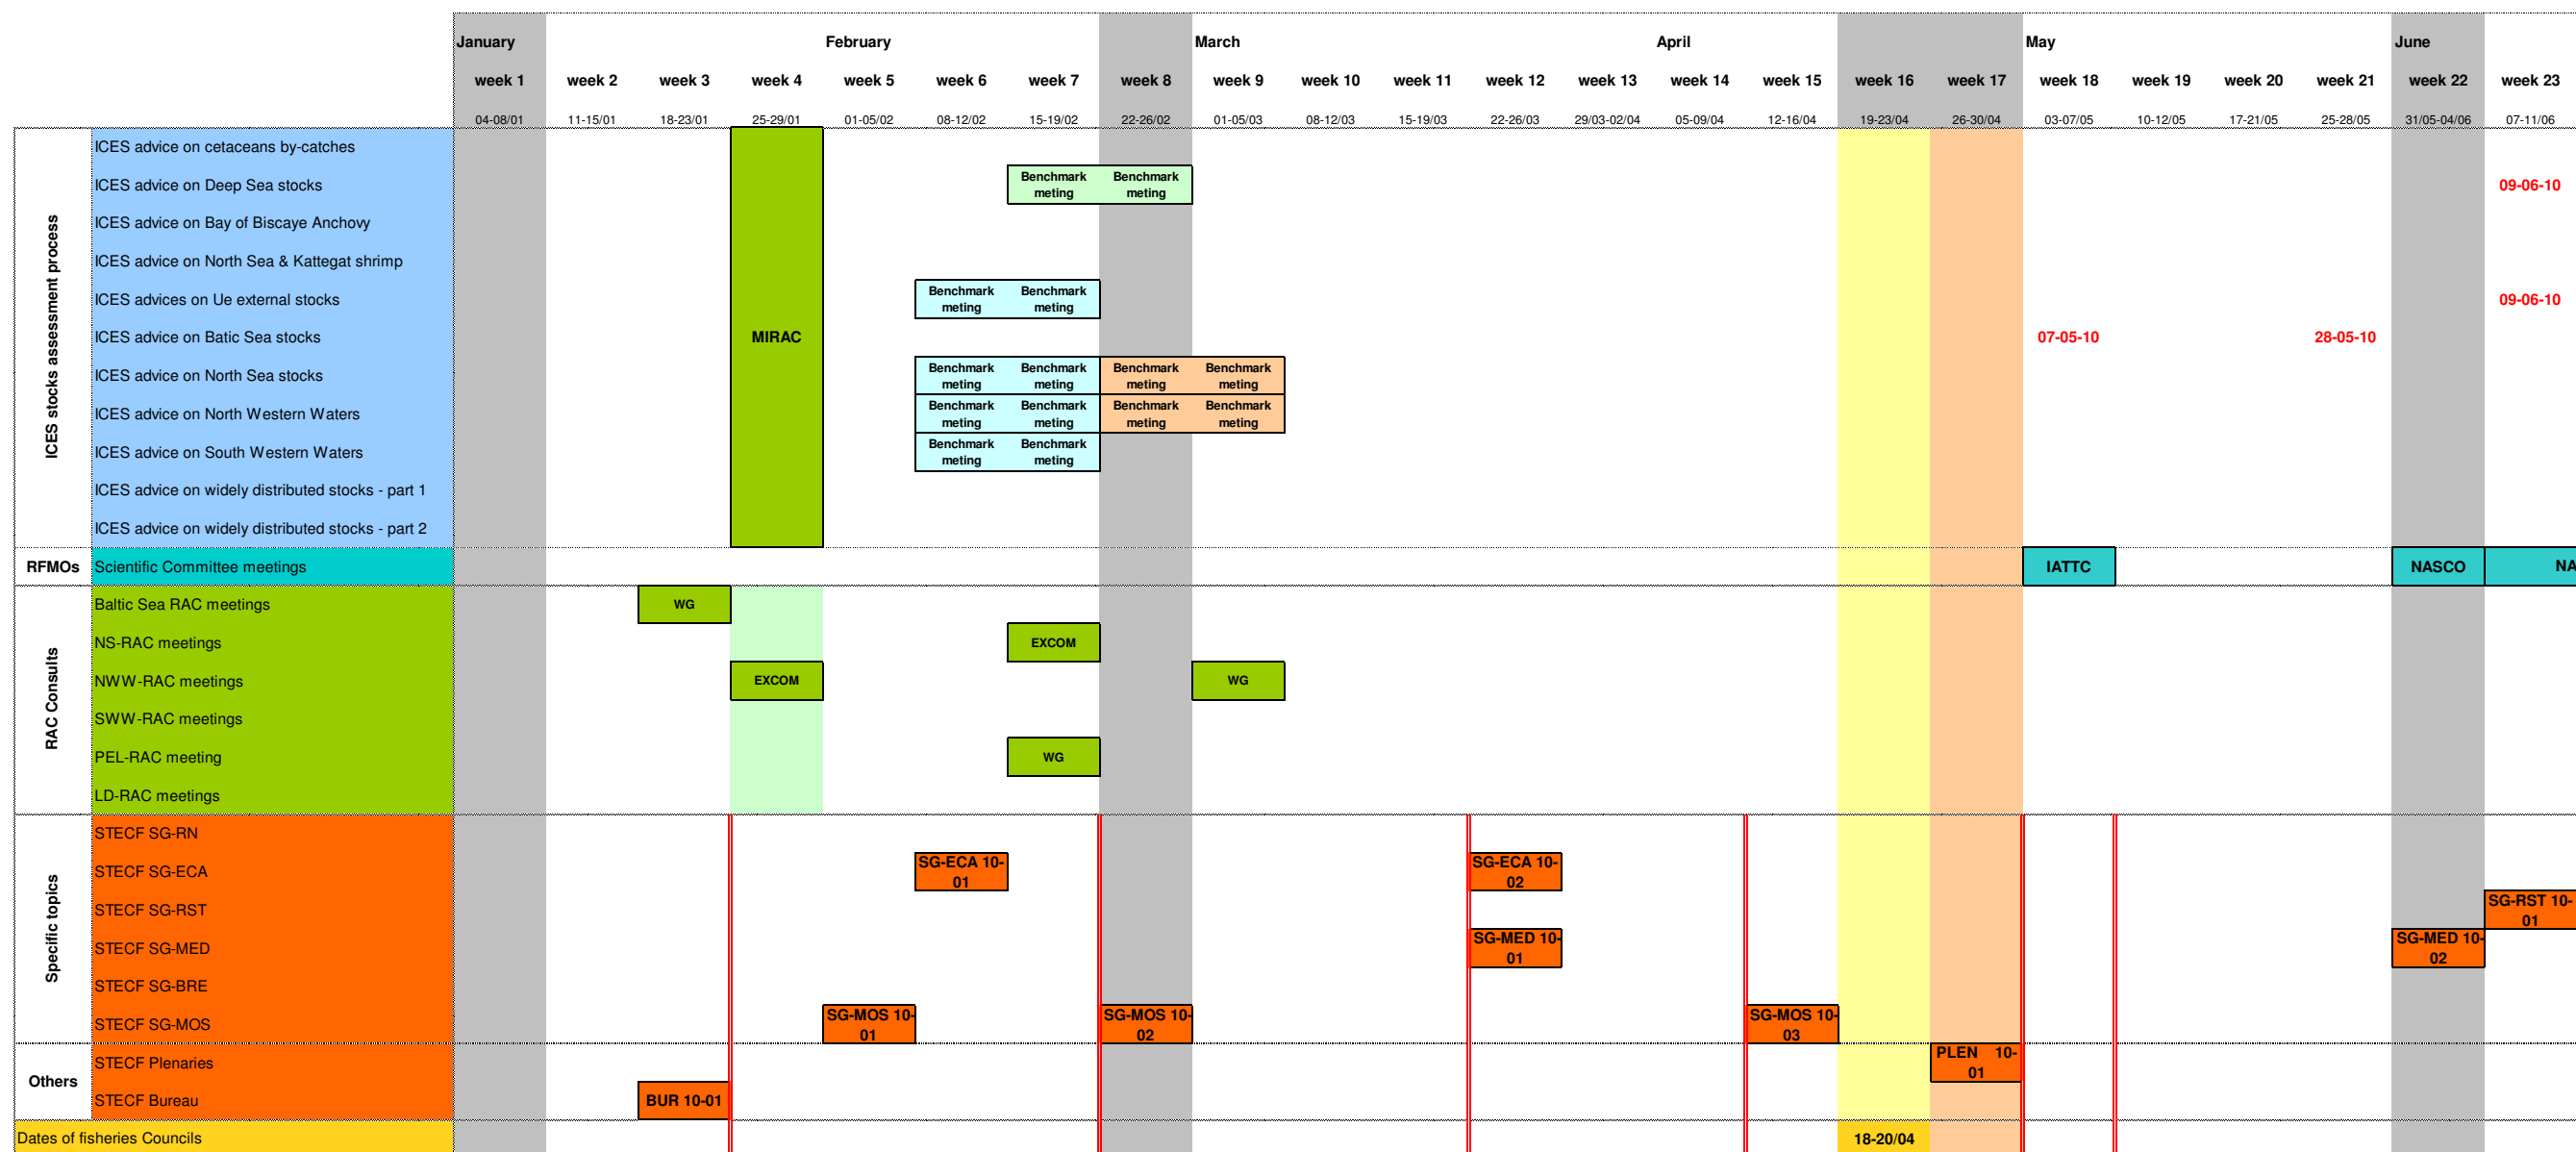 January February March April May June
week 1 week 2 week 3 week 4 week 5 week 6 week 7 week 8 week 9 week 10 week 11 week 12 week 13 week 14 week 15 week 16 week 17 week 18 week 19 week 20 week 21 week 22 week 23
04-08/01 11-15/01 18-23/01 25-29/01 01-05/02 08-12/02 15-19/02 22-26/02 01-05/03 08-12/03 15-19/03 22-26/03 29/03-02/04 05-09/04 12-16/04 19-23/04 26-30/04 03-07/05 10-12/05 17-21/05 25-28/05 31/05-04/06 07-11/06
ICES stocks assessment process
ICES advice on cetaceans by-catches
ICES advice on Deep Sea stocks Benchmark meting Benchmark meting 09-06-10
ICES advice on Bay of Biscaye Anchovy
ICES advice on North Sea & Kattegat shrimp
ICES advices on Ue external stocks Benchmark meting Benchmark meting 09-06-10
ICES advice on Batic Sea stocks MIRAC 07-05-10 28-05-10
ICES advice on North Sea stocks Benchmark meting Benchmark meting Benchmark meting Benchmark meting
ICES advice on North Western Waters Benchmark meting Benchmark meting Benchmark meting Benchmark meting
ICES advice on South Western Waters Benchmark meting Benchmark meting
ICES advice on widely distributed stocks - part 1
ICES advice on widely distributed stocks - part 2
RFMOs Scientific Committee meetings IATTC NASCO NA
RAC Consults
Baltic Sea RAC meetings WG
NS-RAC meetings EXCOM
NWW-RAC meetings EXCOM WG
SWW-RAC meetings
PEL-RAC meeting WG
LD-RAC meetings
Specific topics
STECF SG-RN
STECF SG-ECA SG-ECA 10-01 SG-ECA 10-02
STECF SG-RST SG-RST 10-01
STECF SG-MED SG-MED 10-01 SG-MED 10-02
STECF SG-BRE
STECF SG-MOS SG-MOS 10-01 SG-MOS 10-02 SG-MOS 10-03
Others
STECF Plenaries PLEN 10-01
STECF Bureau BUR 10-01
Dates of fisheries Councils 18-20/04